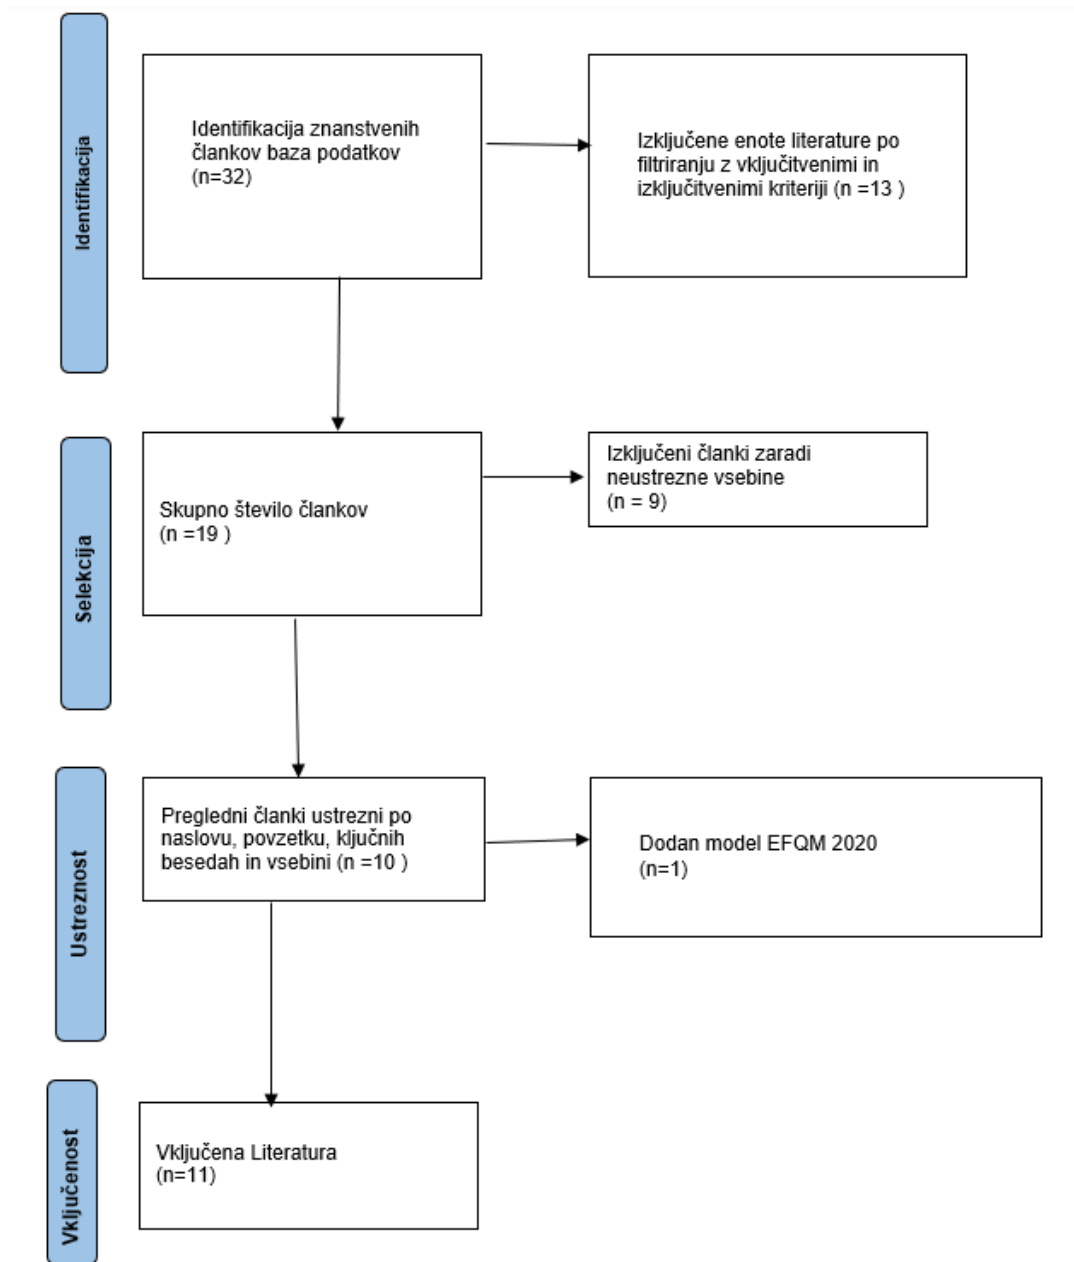 Identifikacija
Identifikacija znanstvenih
člankov baza podatkov
(n=32)
Izključene enote literature po
filtriranju z vključitvenimi in
izključitvenimi kriteriji (n =13 )
Selekcija
Skupno število člankov
(n =19 )
Izključeni članki zaradi
neustrezne vsebine
(n = 9)
Ustreznost
Pregledni članki ustrezni po
naslovu, povzetku, ključnih
besedah in vsebini (n =10 )
Dodan model EFQM 2020
(n=1)
Vključenost
Vključena Literatura
(n=11)